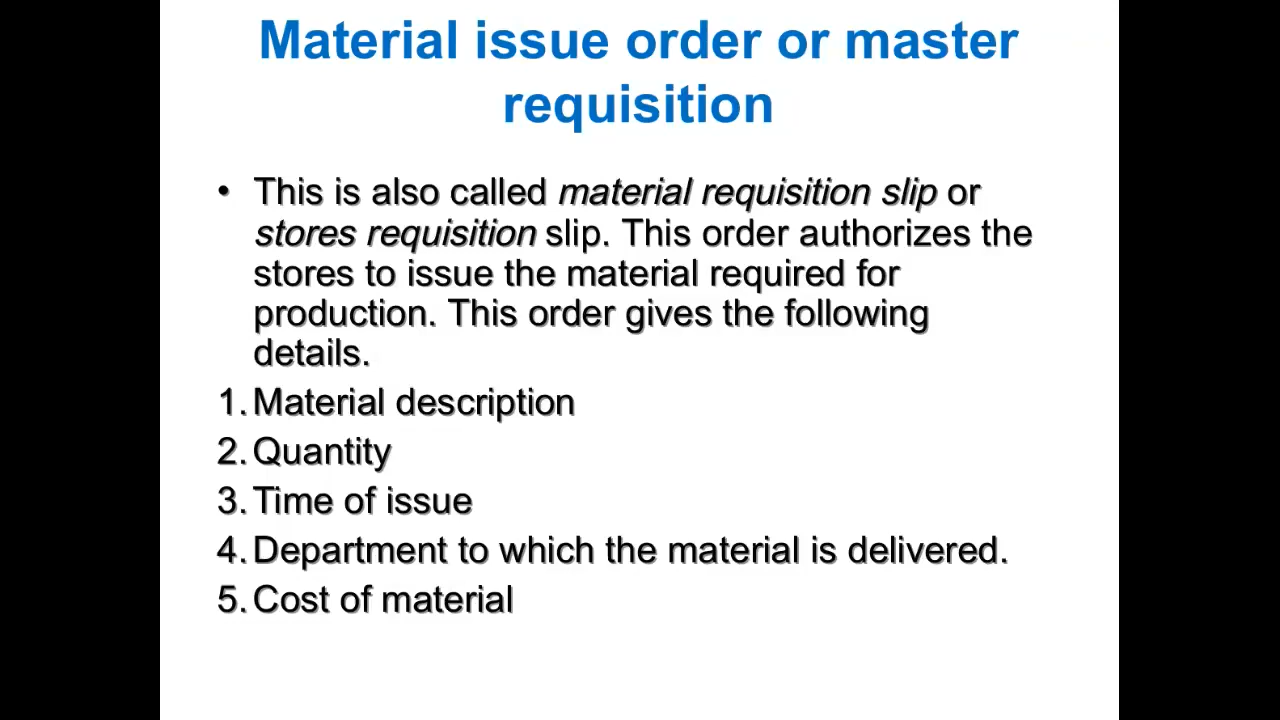 Material issue order or master
requisition
• This is also called material requisition slip or
stores requisition slip. This order authorizes the
stores to issue the material required for
production. This order gives the following
details.
1. Material description
2. Quantity
3. Time of issue
4. Department to which the material is delivered.
5. Cost of material